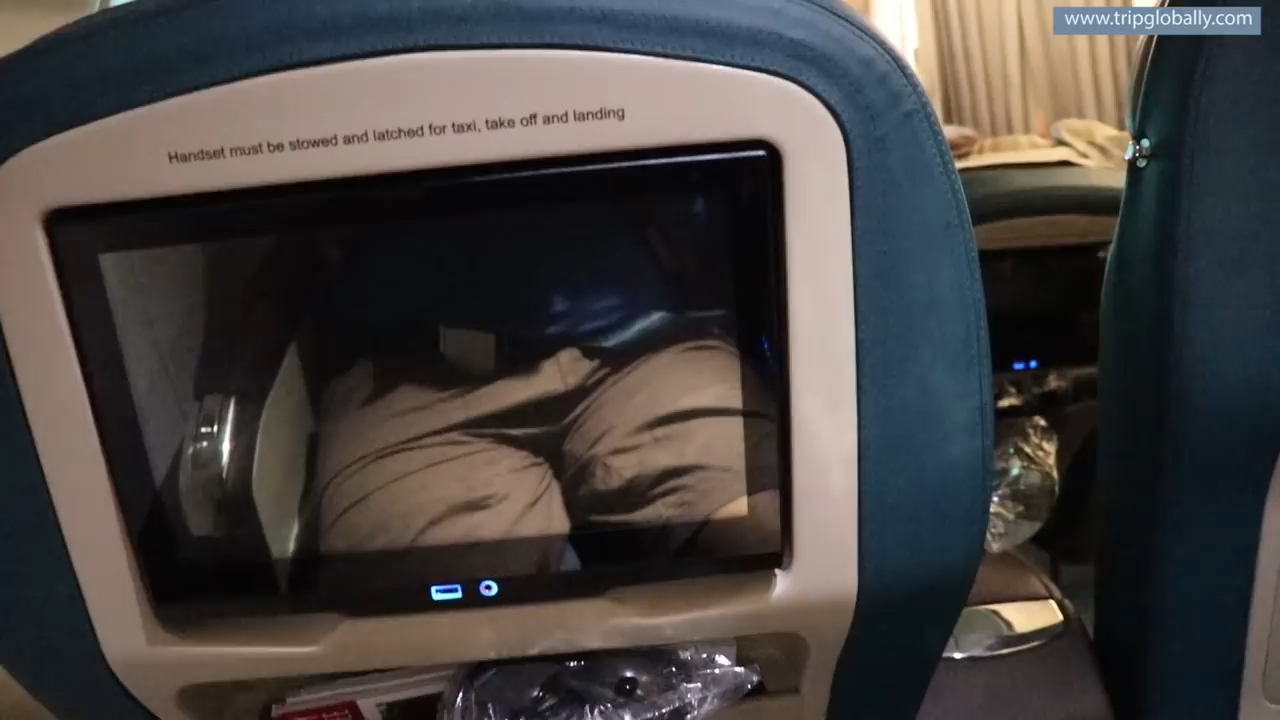 www.tripglobally.com
Handset must be stowed and latched for taxi, take off and landing